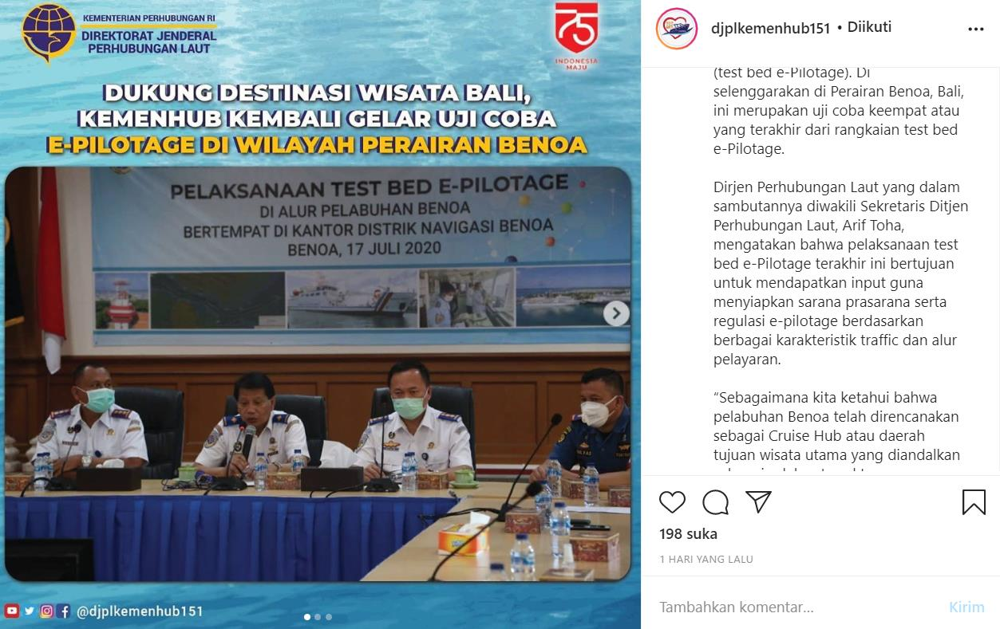 KEMENTERIAN PERHUBUNGAN RI
DIREKTORAT JENDERAL
PERHUBUNGAN LAUT
75
INDONESIA
MAJU
DUKUNG DESTINASI WISATA BALI,
KEMENHUB KEMBALI GELAR UJI COBA
E-PILOTAGE DI WILAYAH PERAIRAN BENOA
PELAKSANAAN TEST BED E-PILOTAGE
DI ALUR PELABUHAN BENOA
BERTEMPAT DI KANTOR DISTRIK NAVIGASI BENOA
BENOA, 17 JULI 2020
@djplkemenhub151
djplkemenhub151 • Diikuti
(test bed e-Pilotage). Di
selenggarakan di Perairan Benoa, Bali,
ini merupakan uji coba keempat atau
yang terakhir dari rangkaian test bed
e-Pilotage.
Dirjen Perhubungan Laut yang dalam
sambutannya diwakili Sekretaris Ditjen
Perhubungan Laut, Arif Toha,
mengatakan bahwa pelaksanaan test
bed e-Pilotage terakhir ini bertujuan
untuk mendapatkan input guna
menyiapkan sarana prasarana serta
regulasi e-pilotage berdasarkan
berbagai karakteristik traffic dan alur
pelayaran.
“Sebagaimana kita ketahui bahwa
pelabuhan Benoa telah direncanakan
sebagai Cruise Hub atau daerah
tujuan wisata utama yang diandalkan
198 suka
1 HARI YANG LALU
Tambahkan komentar...
Kirim